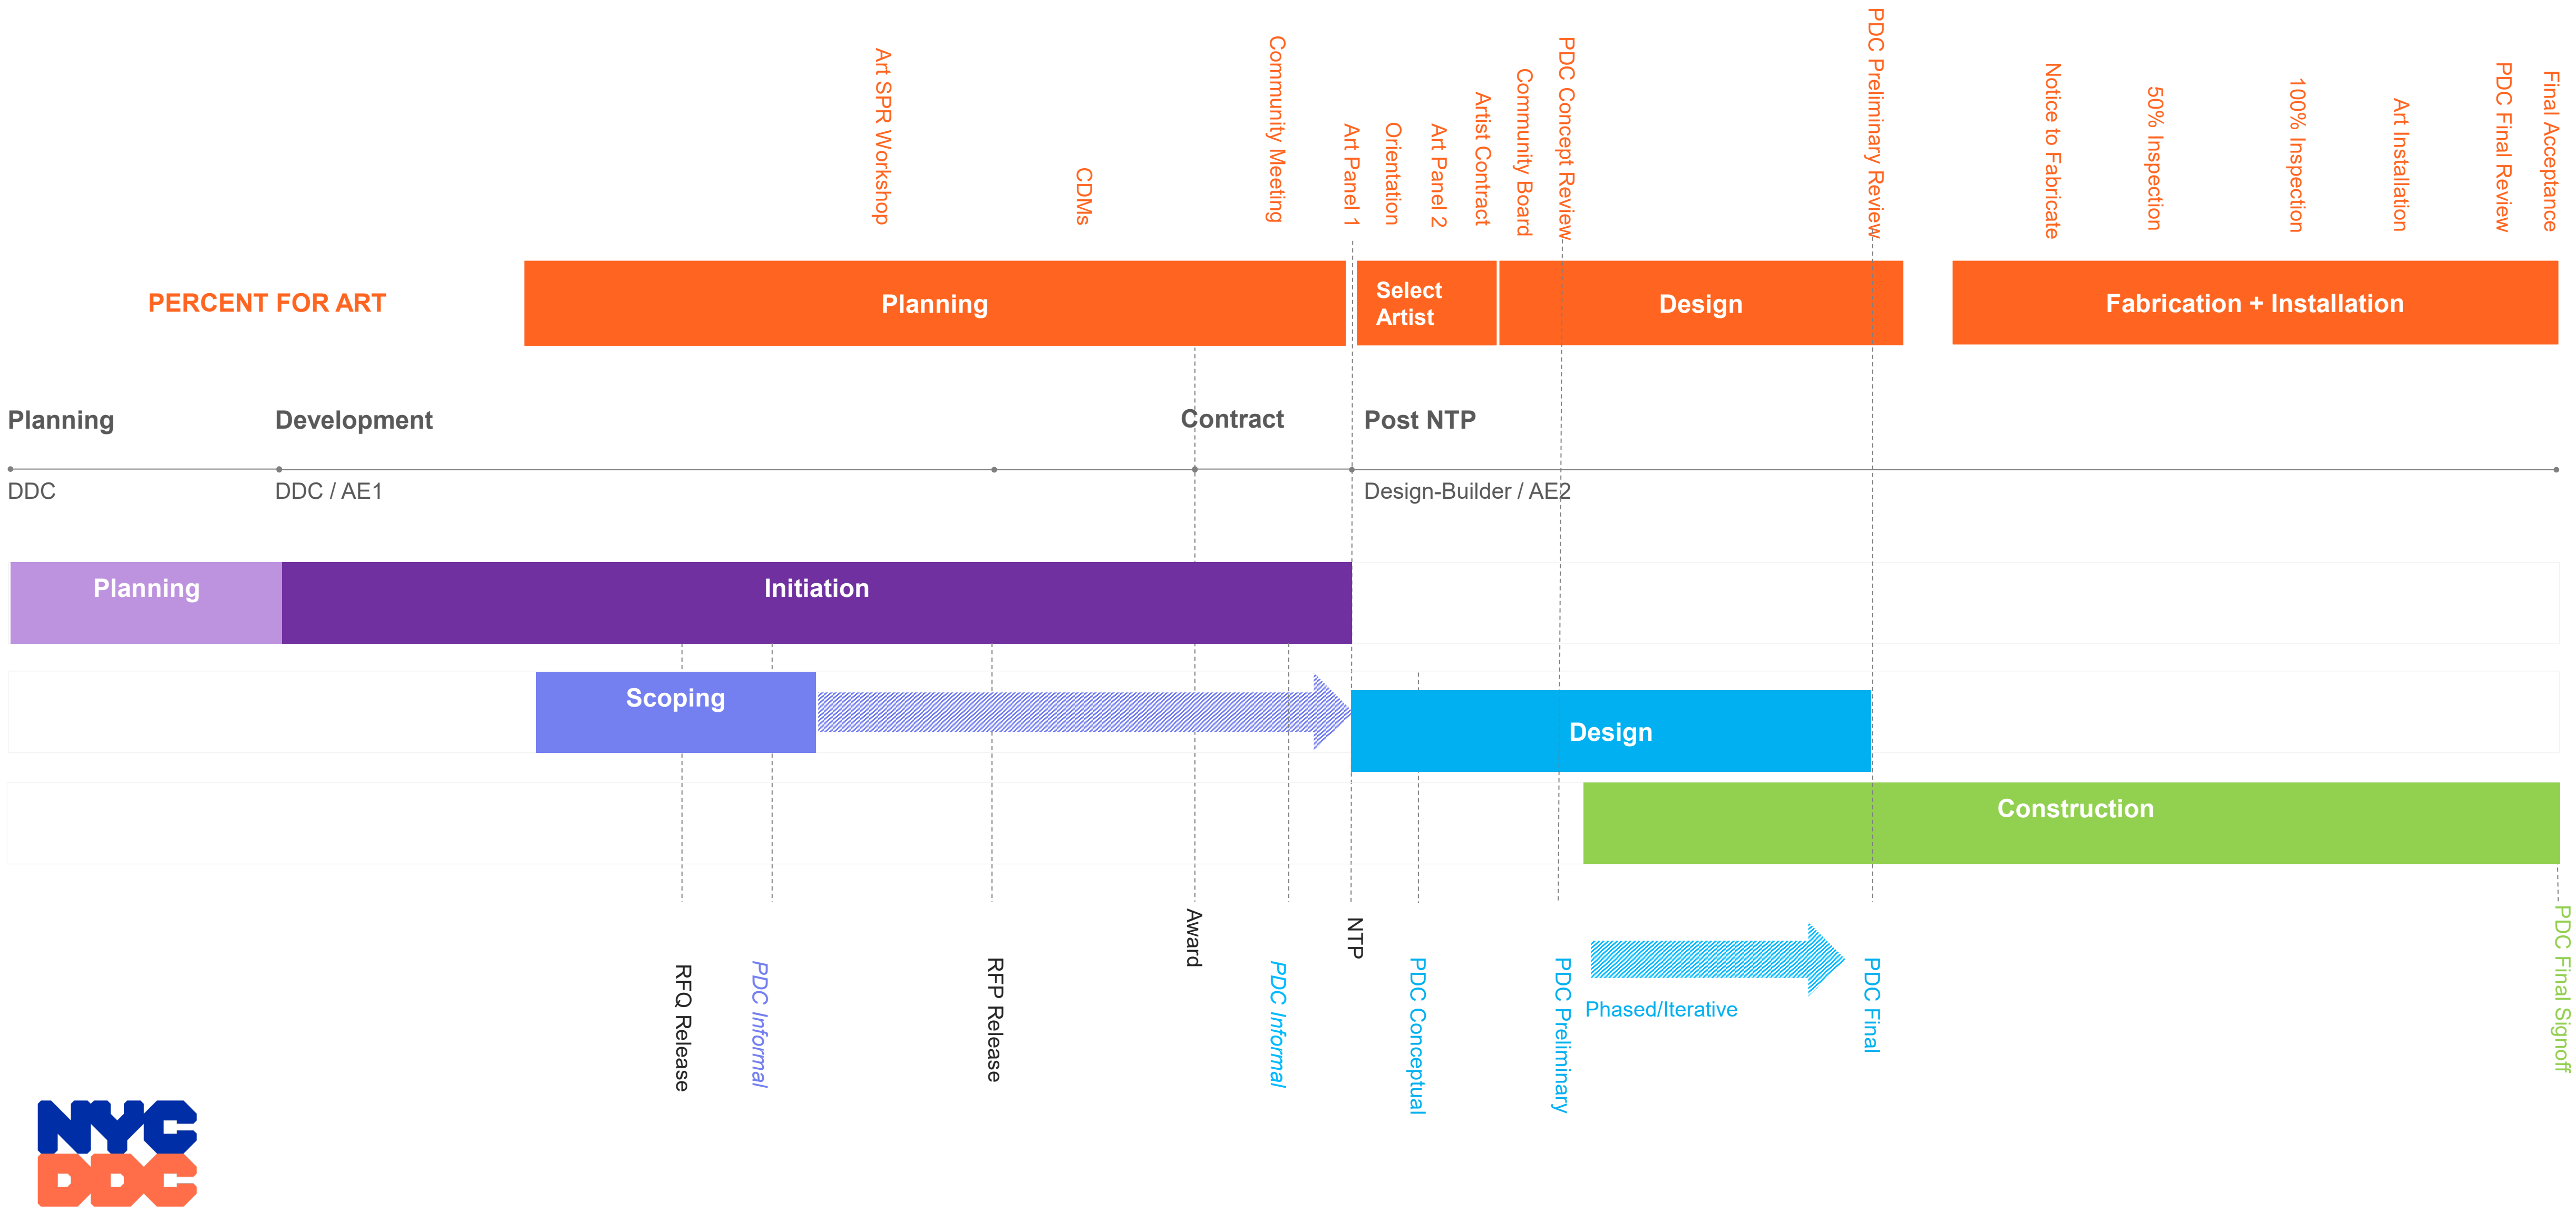 Art SPR Workshop
CDMs
Community Meeting
Art Panel 1
Orientation
Art Panel 2
Artist Contract
Community Board
PDC Concept Review
PDC Preliminary Review
Notice to Fabricate
50% Inspection
100% Inspection
Art Installation
PDC Final Review
Final Acceptance
PERCENT FOR ART
Planning
Select
Artist
Design
Fabrication + Installation
Planning
Development
Contract
Post NTP
DDC
DDC / AE1
Design-Builder / AE2
Planning
Initiation
Scoping
Design
Construction
RFQ Release
PDC Informal
RFP Release
Award
PDC Informal
NTP
PDC Conceptual
PDC Preliminary
Phased/Iterative
PDC Final
PDC Final Signoff
NYC
DDC